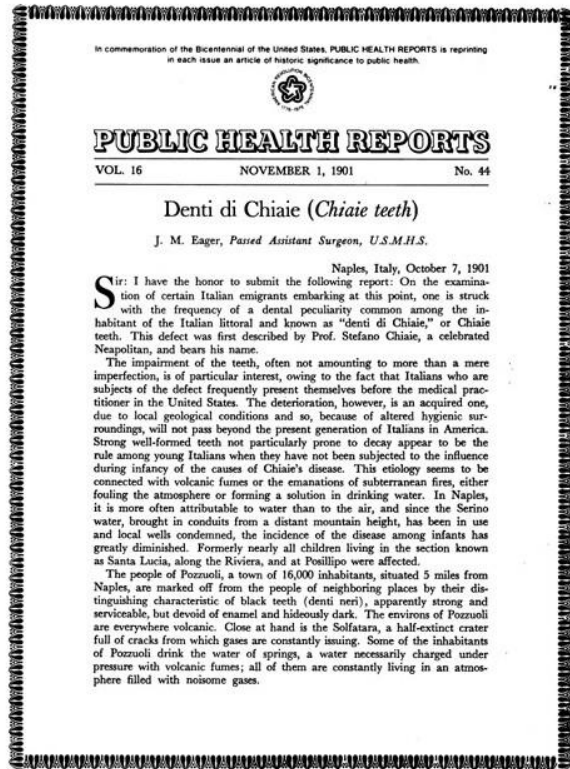 In commemoration of the Bicentennial of the United States, PUBLIC HEALTH REPORTS is reprinting
in each issue an article of historic significance to public health.
AMERICAN REVOLUTION BICENTENNIAL
1776-1976
PUBLIC HEALTH REPORTS
VOL. 16 NOVEMBER 1, 1901 No. 44
Denti di Chiaie (Chiaie teeth)
J. M. Eager, Passed Assistant Surgeon, U.S.M.H.S.
Naples, Italy, October 7, 1901
Sir: I have the honor to submit the following report: On the examina-
tion of certain Italian emigrants embarking at this point, one is struck
with the frequency of a dental peculiarity common among the in-
habitant of the Italian littoral and known as "denti di Chiaie," or Chiaie
teeth. This defect was first described by Prof. Stefano Chiaie, a celebrated
Neapolitan, and bears his name.
The impairment of the teeth, often not amounting to more than a mere
imperfection, is of particular interest, owing to the fact that Italians who are
subjects of the defect frequently present themselves before the medical prac-
titioner in the United States. The deterioration, however, is an acquired one,
due to local geological conditions and so, because of altered hygienic sur-
roundings, will not pass beyond the present generation of Italians in America.
Strong well-formed teeth not particularly prone to decay appear to be the
rule among young Italians when they have not been subjected to the influence
during infancy of the causes of Chiaie's disease. This etiology seems to be
connected with volcanic fumes or the emanations of subterranean fires, either
fouling the atmosphere or forming a solution in drinking water. In Naples,
it is more often attributable to water than to the air, and since the Serino
water, brought in conduits from a distant mountain height, has been in use
and local wells condemned, the incidence of the disease among infants has
greatly diminished. Formerly nearly all children living in the section known
as Santa Lucia, along the Riviera, and at Posillipo were affected.
The people of Pozzuoli, a town of 16,000 inhabitants, situated 5 miles from
Naples, are marked off from the people of neighboring places by their dis-
tinguishing characteristic of black teeth (denti neri), apparently strong and
serviceable, but devoid of enamel and hideously dark. The environs of Pozzuoli
are everywhere volcanic. Close at hand is the Solfatara, a half-extinct crater
full of cracks from which gases are constantly issuing. Some of the inhabitants
of Pozzuoli drink the water of springs, a water necessarily charged under
pressure with volcanic fumes; all of them are constantly living in an atmos-
phere filled with noisome gases.